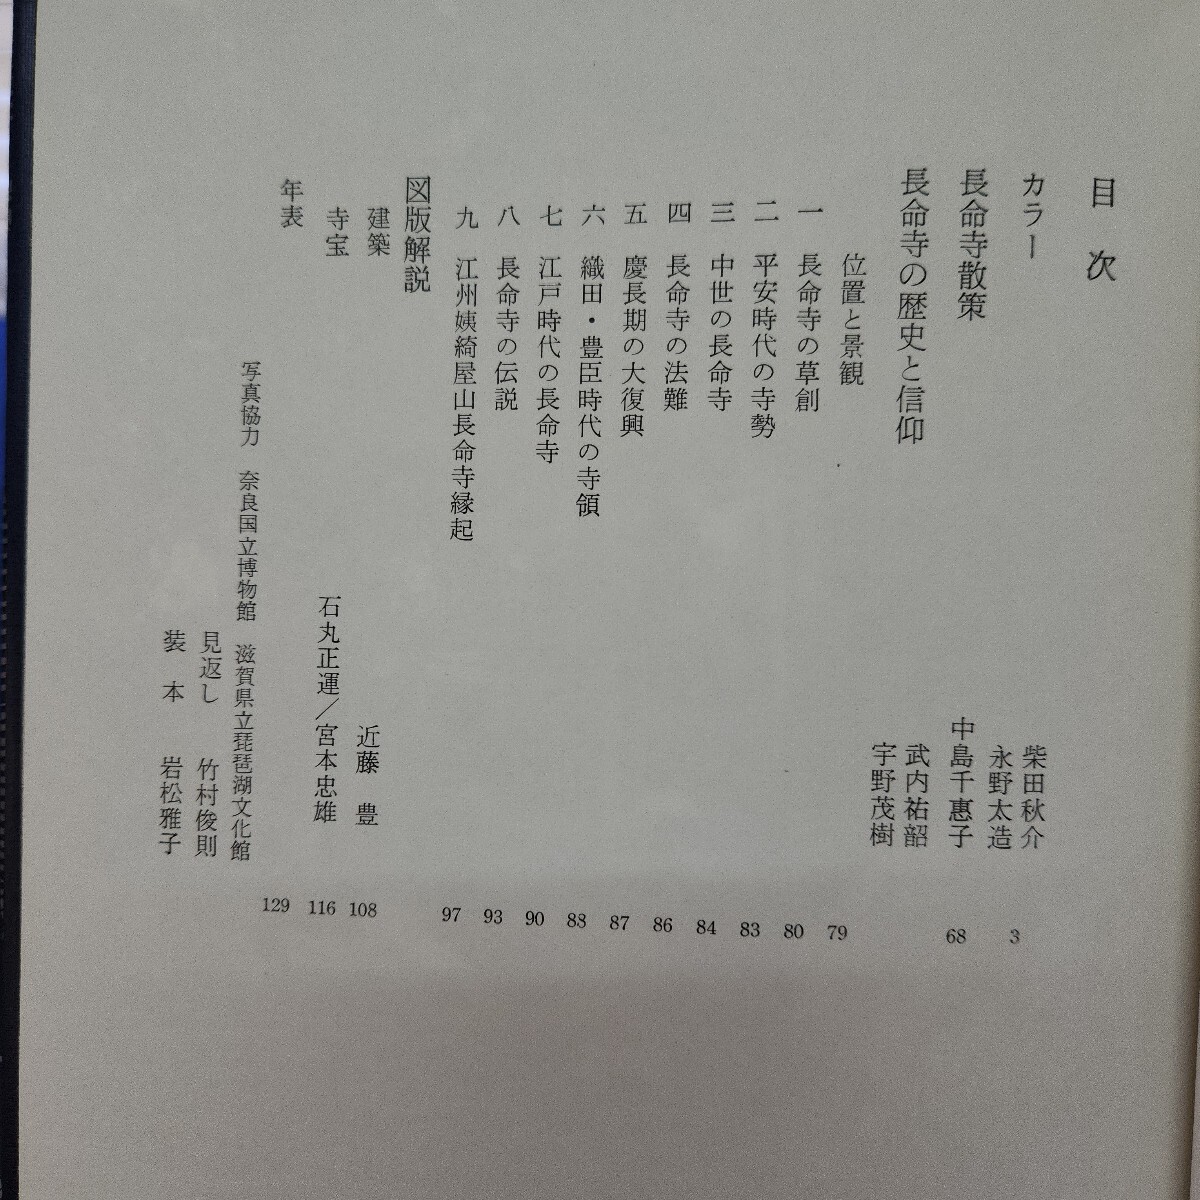 目次
カラー 柴田秋介 永野太造 3
長命寺散策 中島千惠子 68
長命寺の歴史と信仰 武内祐韶 宇野茂樹
位置と景観 79
一 長命寺の草創 80
二 平安時代の寺勢 83
三 中世の長命寺 84
四 長命寺の法難 86
五 慶長期の大復興 87
六 織田・豊臣時代の寺領 88
七 江戸時代の長命寺 90
八 長命寺の伝説 93
九 江州姨綺屋山長命寺縁起 97
図版解説
建築 近藤 豊 108
寺宝 石丸正運／宮本忠雄 116
年表 129
写真協力 奈良国立博物館 滋賀県立琵琶湖文化館
見返し 竹村俊則
装本 岩松雅子